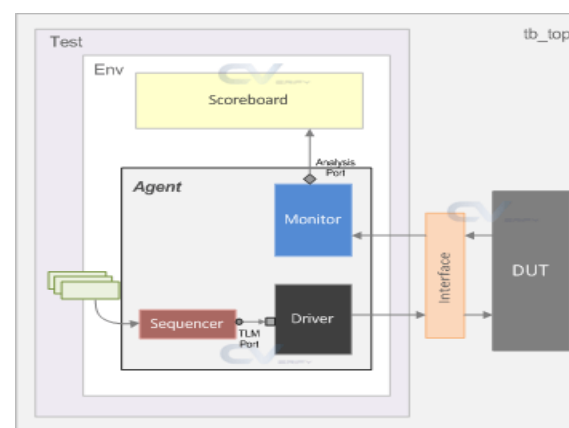 tb_top
Test
Env
Scoreboard
Analysis
Port
Agent
Monitor
Interface
DUT
Sequencer
TLM
Port
Driver